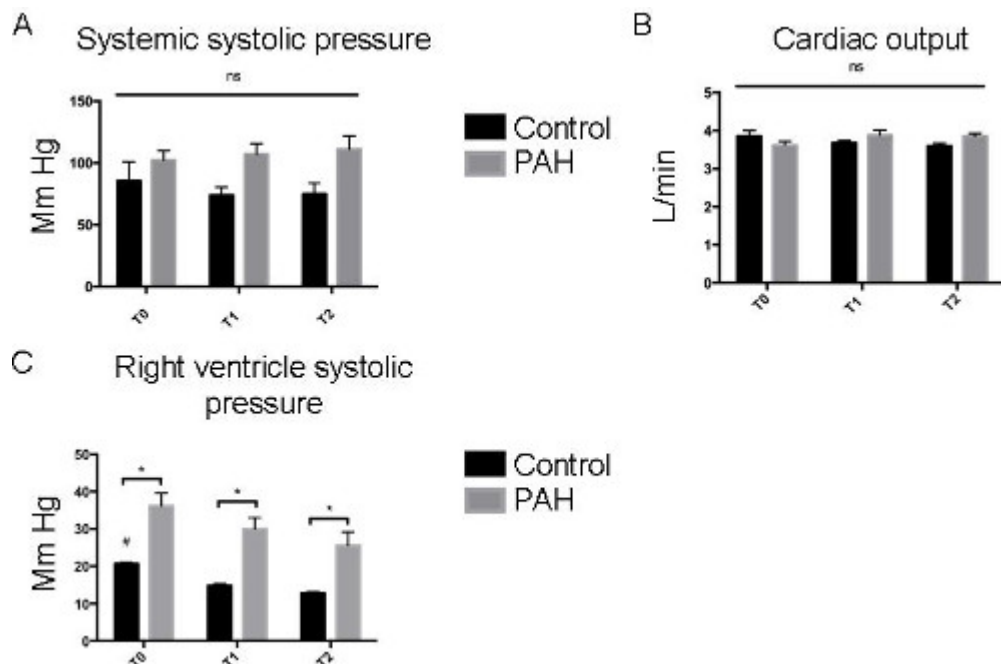 A
Systemic systolic pressure
ns
Mm Hg
150
100
50
0
T0
T1
T2
Control
PAH
B
Cardiac output
ns
L/min
5
4
3
2
1
0
T0
T1
T2
C
Right ventricle systolic
pressure
Mm Hg
50
40
30
20
10
0
*
*
*
#
T0
T1
T2
Control
PAH